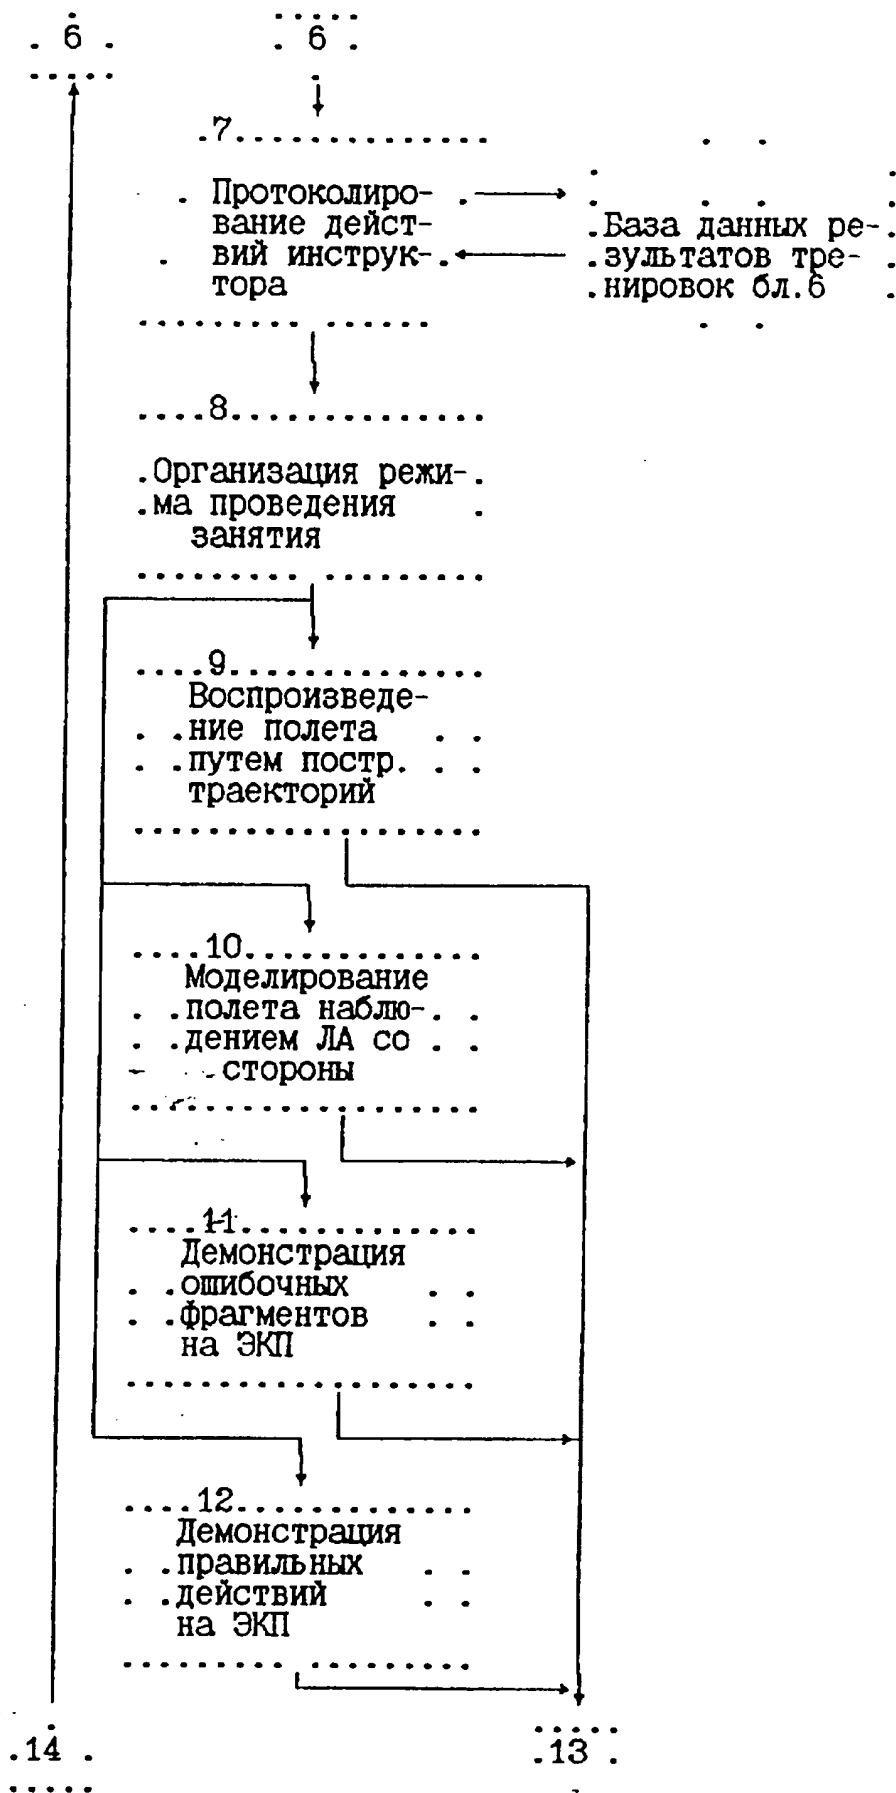 6
6
7
Протоколиро-
вание дейст-
вий инструк-
тора
База данных ре-
зультатов тре-
нировок бл.6
8
Организация режи-
ма проведения
занятия
9
Воспроизведе-
ние полета
путем постр.
траекторий
10
Моделирование
полета наблю-
дением ЛА со
стороны
11
Демонстрация
ошибочных
фрагментов
на ЭКП
12
Демонстрация
правильных
действий
на ЭКП
14
13